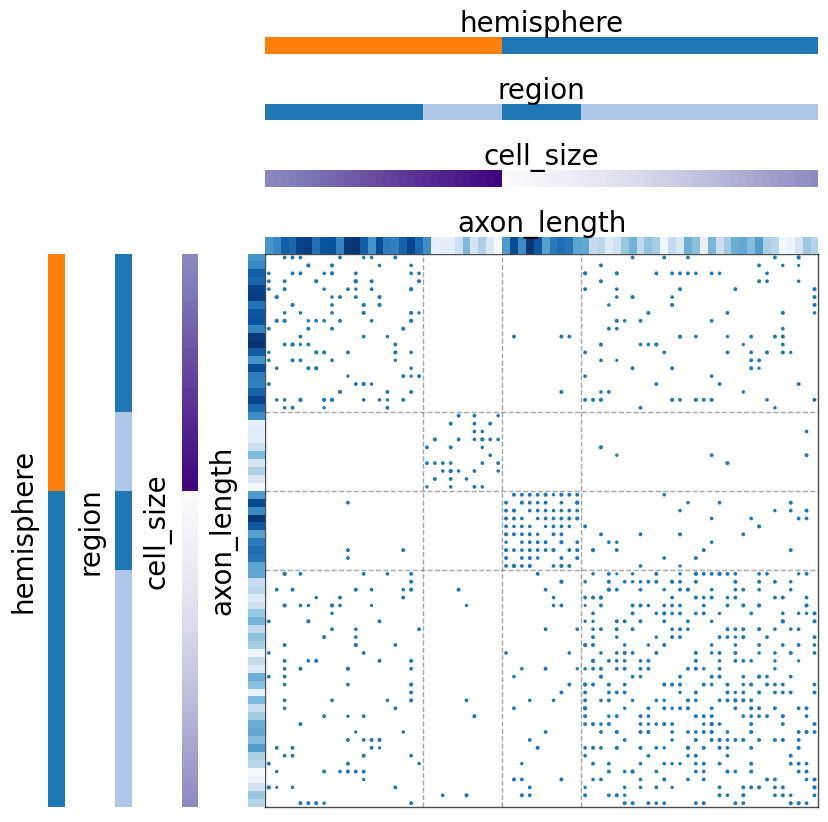 hemisphere
region
cell_size
axon_length
hemisphere
region
cell_size
axon_length